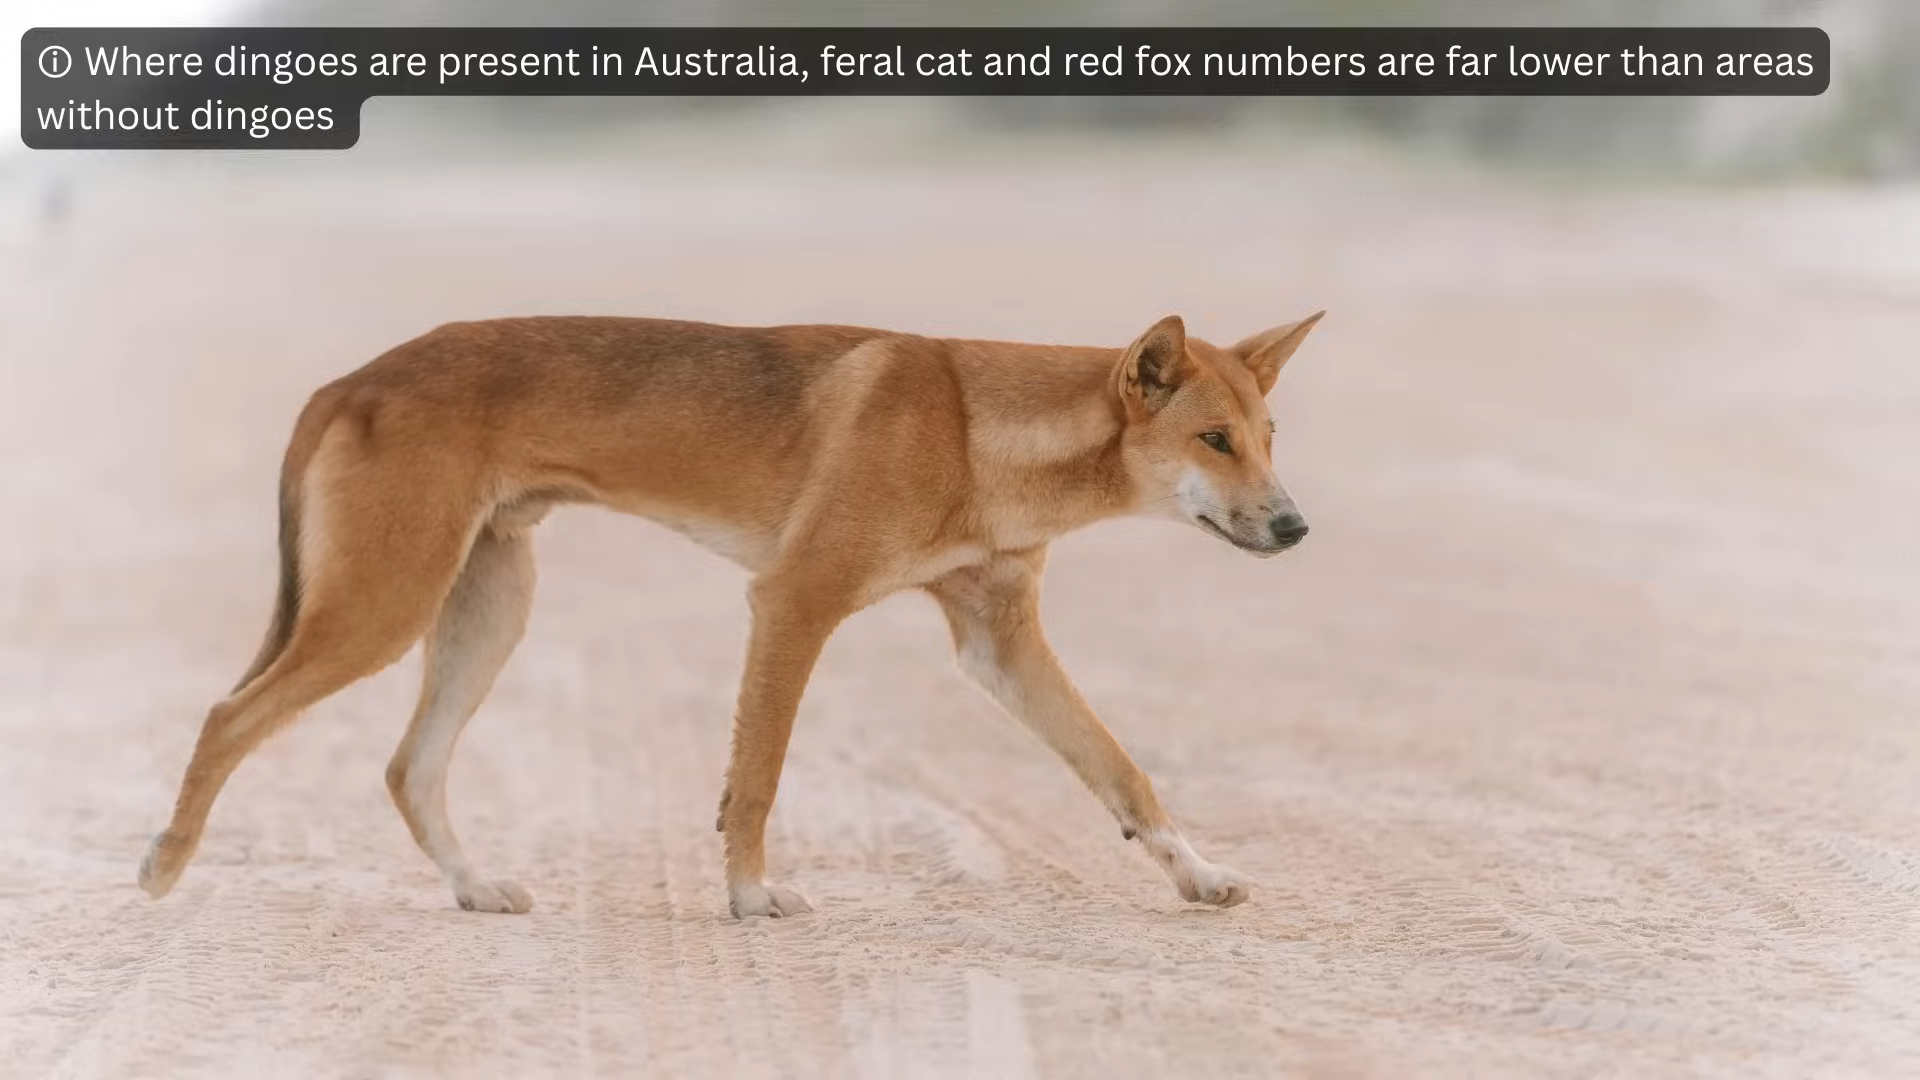 ⓘ Where dingoes are present in Australia, feral cat and red fox numbers are far lower than areas
without dingoes